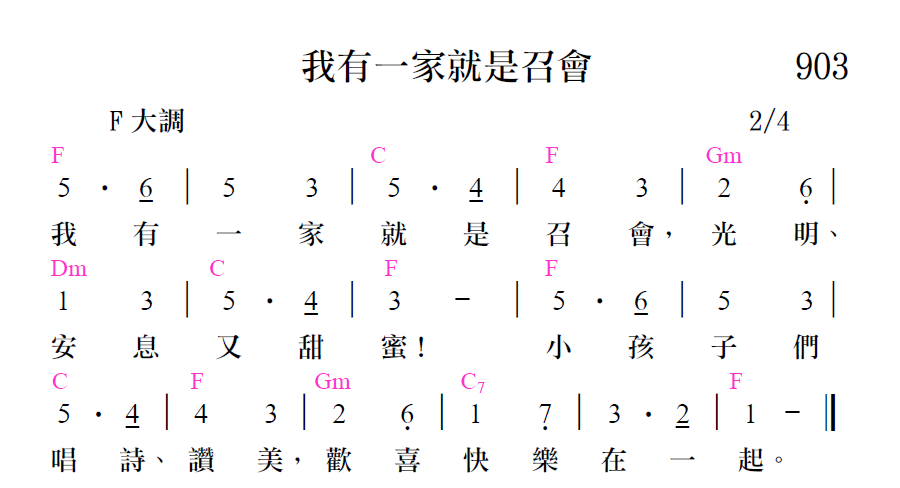 我有一家就是召會 903
F 大調 2/4
F C F Gm
5 · 6 | 5 3 | 5 · 4 | 4 3 | 2 6̣ |
我 有 一 家 就 是 召 會， 光 明、
Dm C F F
1 3 | 5 · 4 | 3 － | 5 · 6 | 5 3 |
安 息 又 甜 蜜！ 小 孩 子 們
C F Gm C7 F
5 · 4 | 4 3 | 2 6̣ | 1 7̣ | 3 · 2 | 1 － ‖
唱 詩、 讚 美， 歡 喜 快 樂 在 一 起。